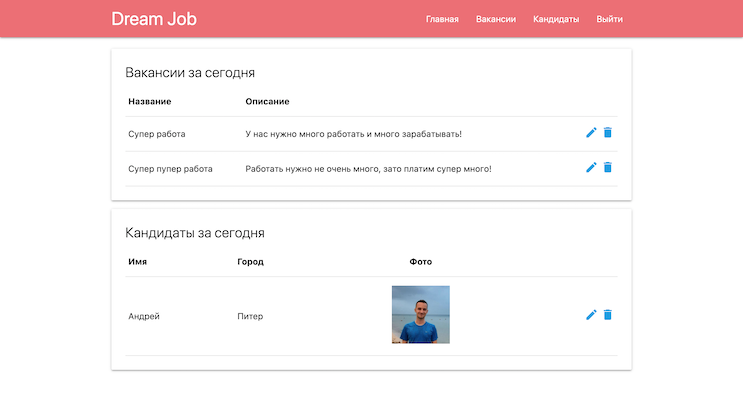 Dream Job
Главная Вакансии Кандидаты Выйти
Вакансии за сегодня
Название Описание
Супер работа У нас нужно много работать и много зарабатывать!
Супер пупер работа Работать нужно не очень много, зато платим супер много!
Кандидаты за сегодня
Имя Город Фото
Андрей Питер